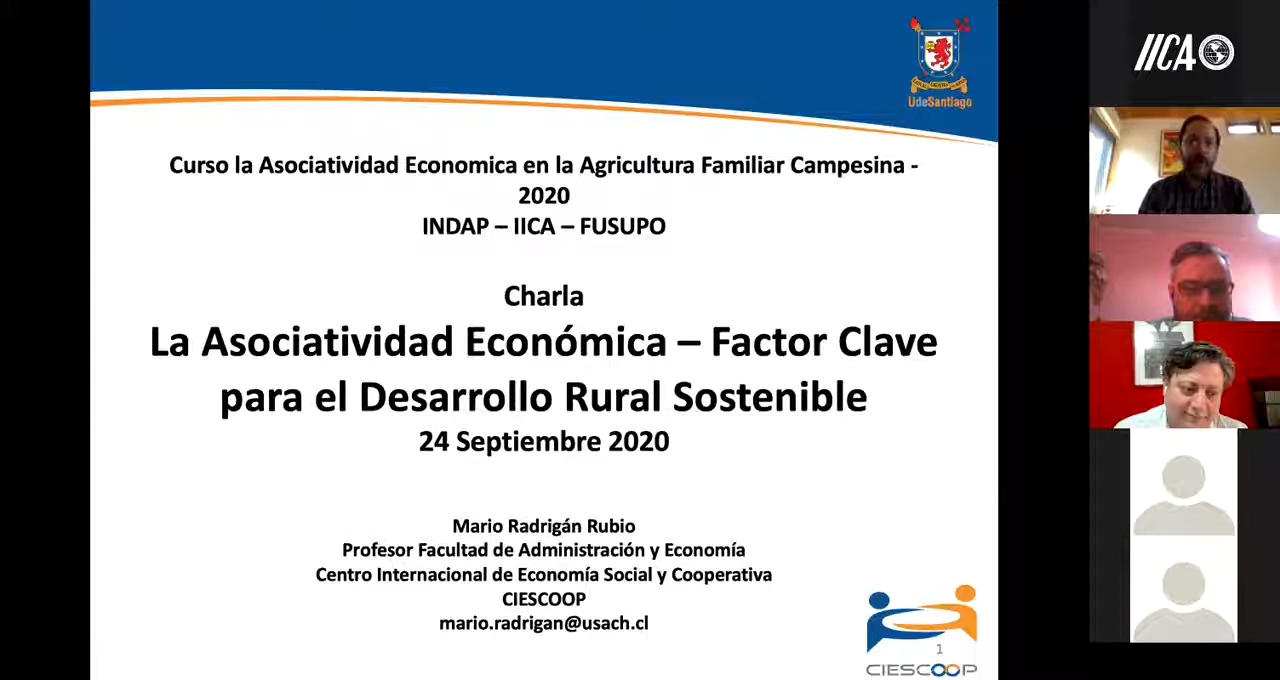 IICA
UdeSantiago
Curso la Asociatividad Economica en la Agricultura Familiar Campesina -
2020
INDAP – IICA – FUSUPO
Charla
La Asociatividad Económica – Factor Clave
para el Desarrollo Rural Sostenible
24 Septiembre 2020
Mario Radrigán Rubio
Profesor Facultad de Administración y Economía
Centro Internacional de Economía Social y Cooperativa
CIESCOOP
mario.radrigan@usach.cl
1
CIESCOOP